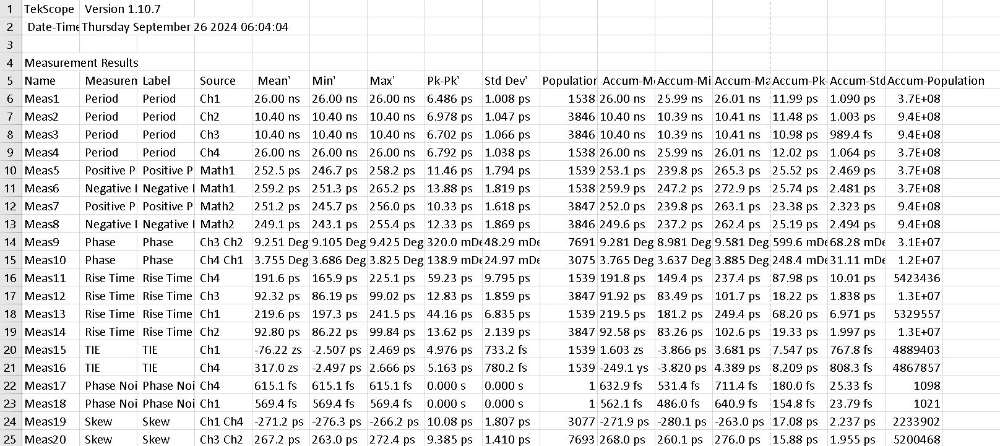 1 TekScope Version 1.10.7
2 Date-Time Thursday September 26 2024 06:04:04
3
4 Measurement Results
5 Name Measuren Label Source Mean' Min' Max' Pk-Pk' Std Dev' Population Accum-Me Accum-Mi Accum-Ma Accum-Pk- Accum-Std Accum-Population
6 Meas1 Period Period Ch1 26.00 ns 26.00 ns 26.00 ns 6.486 ps 1.008 ps 1538 26.00 ns 25.99 ns 26.01 ns 11.99 ps 1.090 ps 3.7E+08
7 Meas2 Period Period Ch2 10.40 ns 10.40 ns 10.40 ns 6.978 ps 1.047 ps 3846 10.40 ns 10.39 ns 10.41 ns 11.48 ps 1.003 ps 9.4E+08
8 Meas3 Period Period Ch3 10.40 ns 10.40 ns 10.40 ns 6.702 ps 1.066 ps 3846 10.40 ns 10.39 ns 10.41 ns 10.98 ps 989.4 fs 9.4E+08
9 Meas4 Period Period Ch4 26.00 ns 26.00 ns 26.00 ns 6.792 ps 1.038 ps 1538 26.00 ns 25.99 ns 26.01 ns 12.02 ps 1.064 ps 3.7E+08
10 Meas5 Positive P Positive P Math1 252.5 ps 246.7 ps 258.2 ps 11.46 ps 1.794 ps 1539 253.1 ps 239.8 ps 265.3 ps 25.52 ps 2.469 ps 3.7E+08
11 Meas6 Negative I Negative I Math1 259.2 ps 251.3 ps 265.2 ps 13.88 ps 1.819 ps 1538 259.9 ps 247.2 ps 272.9 ps 25.74 ps 2.481 ps 3.7E+08
12 Meas7 Positive P Positive P Math2 251.2 ps 245.7 ps 256.0 ps 10.33 ps 1.618 ps 3847 252.0 ps 239.8 ps 263.1 ps 23.38 ps 2.323 ps 9.4E+08
13 Meas8 Negative I Negative I Math2 249.1 ps 243.1 ps 255.4 ps 12.33 ps 1.869 ps 3846 249.6 ps 237.2 ps 262.4 ps 25.19 ps 2.494 ps 9.4E+08
14 Meas9 Phase Phase Ch3 Ch2 9.251 Deg 9.105 Deg 9.425 Deg 320.0 mDe 48.29 mDe 7691 9.281 Deg 8.981 Deg 9.581 Deg 599.6 mDe 68.28 mDe 3.1E+07
15 Meas10 Phase Phase Ch4 Ch1 3.755 Deg 3.686 Deg 3.825 Deg 138.9 mDe 24.97 mDe 3075 3.765 Deg 3.637 Deg 3.885 Deg 248.4 mDe 31.11 mDe 1.2E+07
16 Meas11 Rise Time Rise Time Ch4 191.6 ps 165.9 ps 225.1 ps 59.23 ps 9.795 ps 1539 191.8 ps 149.4 ps 237.4 ps 87.98 ps 10.01 ps 5423436
17 Meas12 Rise Time Rise Time Ch3 92.32 ps 86.19 ps 99.02 ps 12.83 ps 1.859 ps 3847 91.92 ps 83.49 ps 101.7 ps 18.22 ps 1.838 ps 1.3E+07
18 Meas13 Rise Time Rise Time Ch1 219.6 ps 197.3 ps 241.5 ps 44.16 ps 6.835 ps 1539 219.5 ps 181.2 ps 249.4 ps 68.20 ps 6.971 ps 5329557
19 Meas14 Rise Time Rise Time Ch2 92.80 ps 86.22 ps 99.84 ps 13.62 ps 2.139 ps 3847 92.58 ps 83.26 ps 102.6 ps 19.33 ps 1.997 ps 1.3E+07
20 Meas15 TIE TIE Ch1 -76.22 zs -2.507 ps 2.469 ps 4.976 ps 733.2 fs 1539 1.603 zs -3.866 ps 3.681 ps 7.547 ps 767.8 fs 4889403
21 Meas16 TIE TIE Ch4 317.0 zs -2.497 ps 2.666 ps 5.163 ps 780.2 fs 1539 -249.1 ys -3.820 ps 4.389 ps 8.209 ps 808.3 fs 4867857
22 Meas17 Phase Noi Phase Noi Ch4 615.1 fs 615.1 fs 615.1 fs 0.000 s 0.000 s 1 632.9 fs 531.4 fs 711.4 fs 180.0 fs 25.33 fs 1098
23 Meas18 Phase Noi Phase Noi Ch1 569.4 fs 569.4 fs 569.4 fs 0.000 s 0.000 s 1 562.1 fs 486.0 fs 640.9 fs 154.8 fs 23.79 fs 1021
24 Meas19 Skew Skew Ch1 Ch4 -271.2 ps -276.3 ps -266.2 ps 10.08 ps 1.807 ps 3077 -271.9 ps -280.1 ps -263.0 ps 17.08 ps 2.237 ps 2233902
25 Meas20 Skew Skew Ch3 Ch2 267.2 ps 263.0 ps 272.4 ps 9.385 ps 1.410 ps 7693 268.0 ps 260.1 ps 276.0 ps 15.88 ps 1.955 ps 5200468